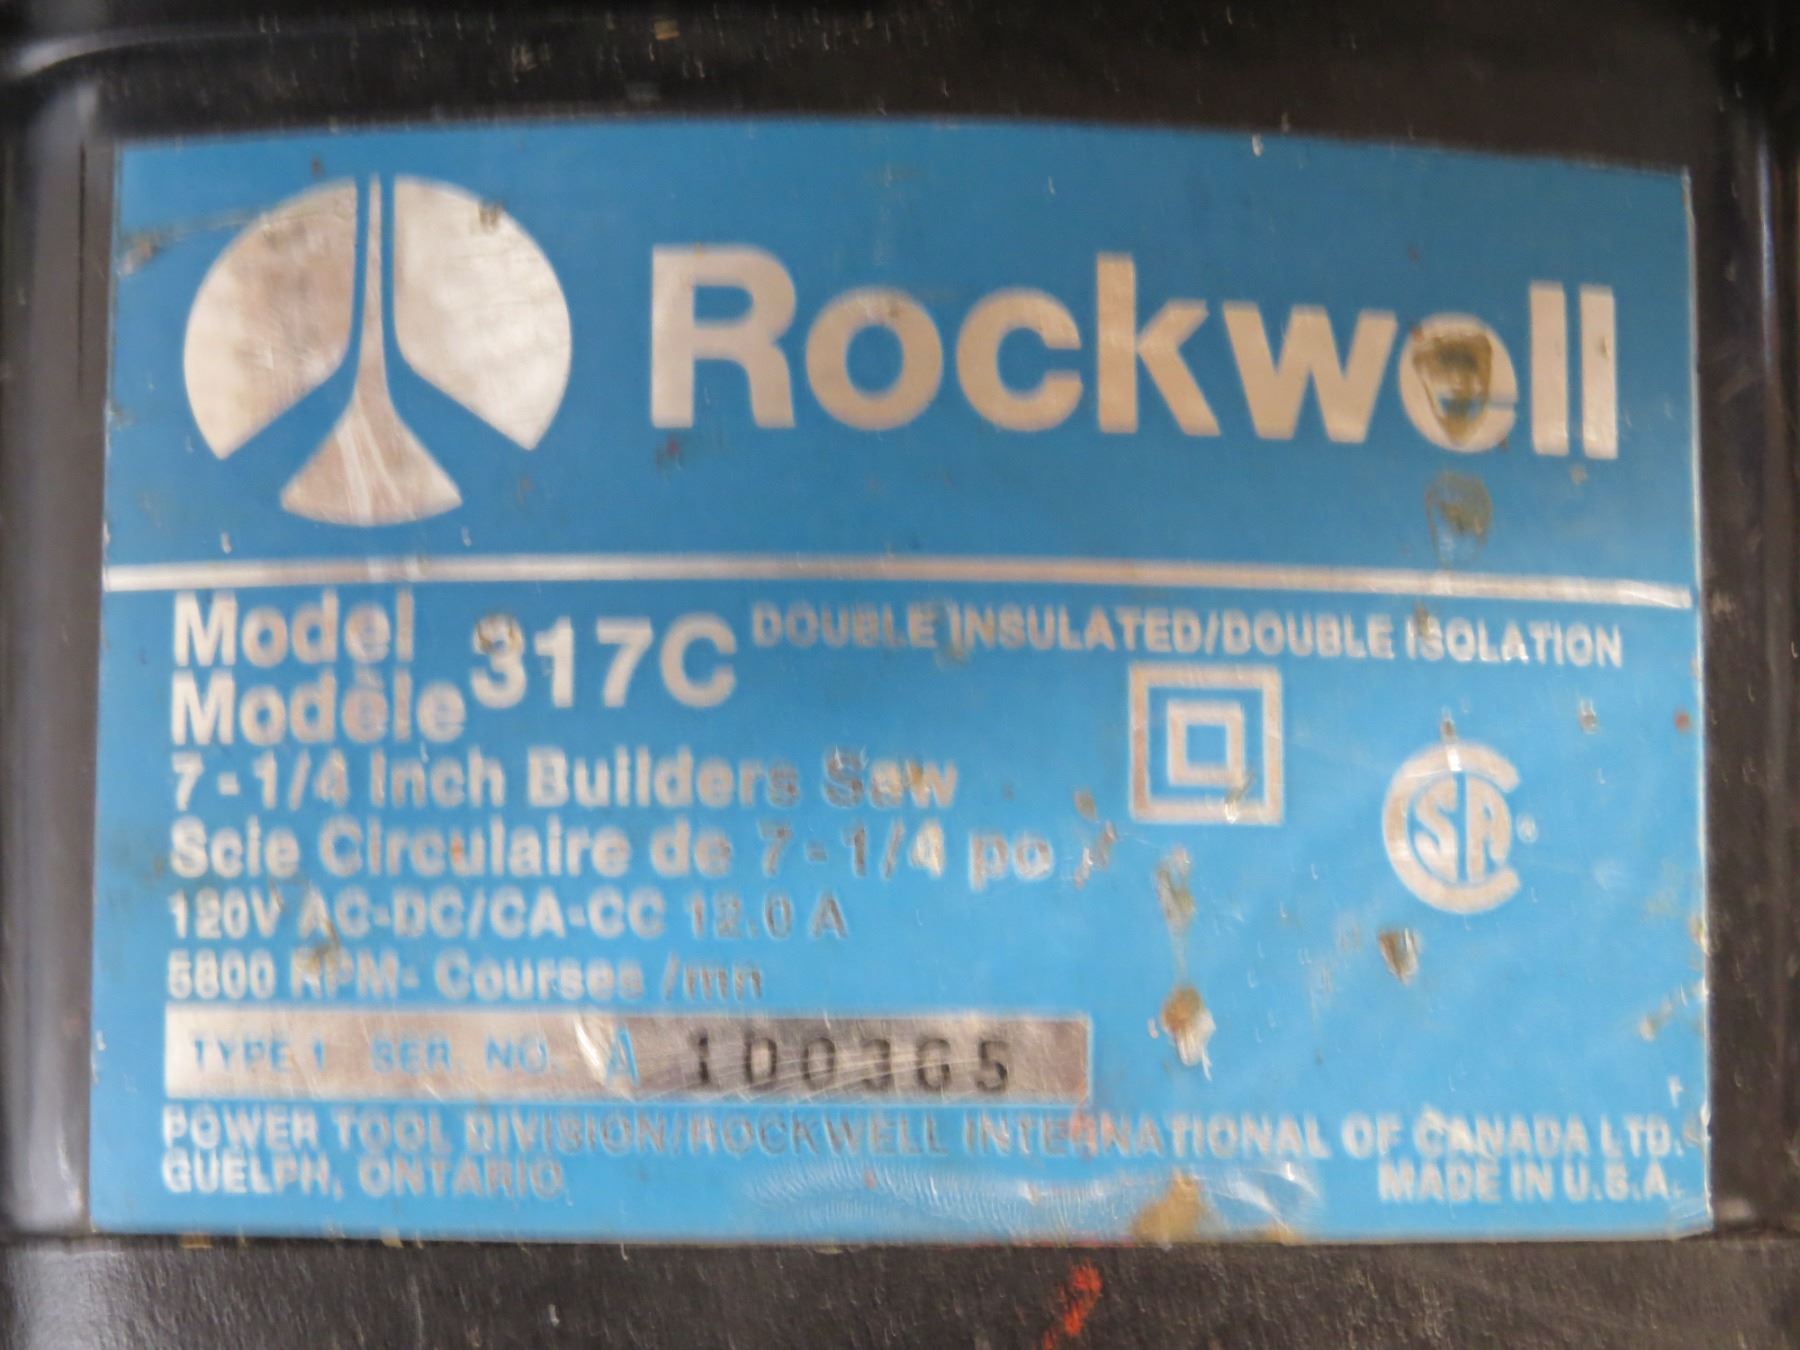 Rockwell
Model
Modèle
317C
DOUBLE INSULATED/DOUBLE ISOLATION
7-1/4 Inch Builders Saw
Scie Circulaire de 7-1/4 po
CSA
120V AC-DC/CA-CC 12.0 A
5800 RPM- Courses /mn
TYPE 1 SER. NO. A 100365
POWER TOOL DIVISION/ROCKWELL INTERNATIONAL OF CANADA LTD.
GUELPH, ONTARIO
MADE IN U.S.A.